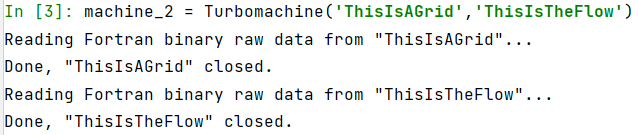 In [3]: machine_2 = Turbomachine('ThisIsAGrid','ThisIsTheFlow')
Reading Fortran binary raw data from "ThisIsAGrid"...
Done, "ThisIsAGrid" closed.
Reading Fortran binary raw data from "ThisIsTheFlow"...
Done, "ThisIsTheFlow" closed.